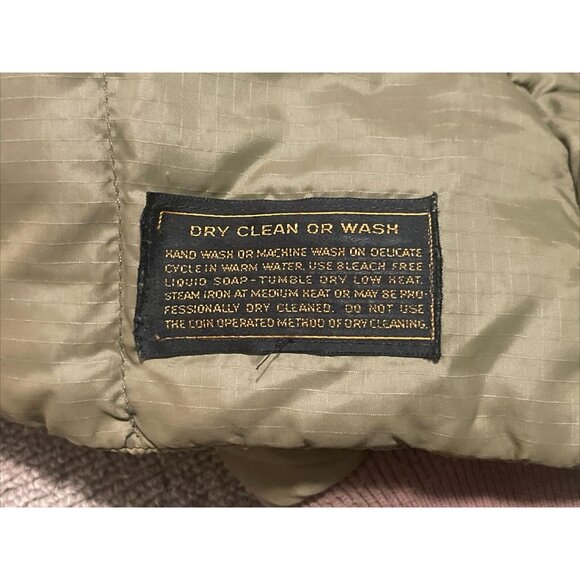 DRY CLEAN OR WASH
HAND WASH OR MACHINE WASH ON DELICATE
CYCLE IN WARM WATER. USE BLEACH FREE
LIQUID SOAP-TUMBLE DRY LOW HEAT.
STEAM IRON AT MEDIUM HEAT OR MAY BE PRO-
FESSIONALLY DRY CLEANED. DO NOT USE
THE COIN OPERATED METHOD OF DRY CLEANING.